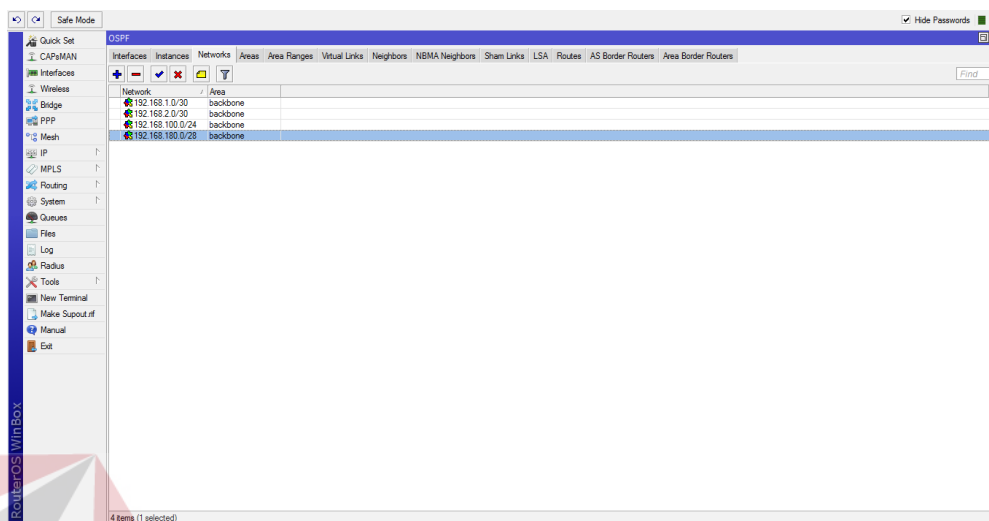 Safe Mode
Hide Passwords
Quick Set
CAPsMAN
Interfaces
Wireless
Bridge
PPP
Mesh
IP
MPLS
Routing
System
Queues
Files
Log
Radius
Tools
New Terminal
Make Supout.rif
Manual
Exit
RouterOS WinBox
OSPF
Interfaces Instances Networks Areas Area Ranges Virtual Links Neighbors NBMA Neighbors Sham Links LSA Routes AS Border Routers Area Border Routers
Find
Network / Area
192.168.1.0/30 backbone
192.168.2.0/30 backbone
192.168.100.0/24 backbone
192.168.180.0/28 backbone
4 items (1 selected)